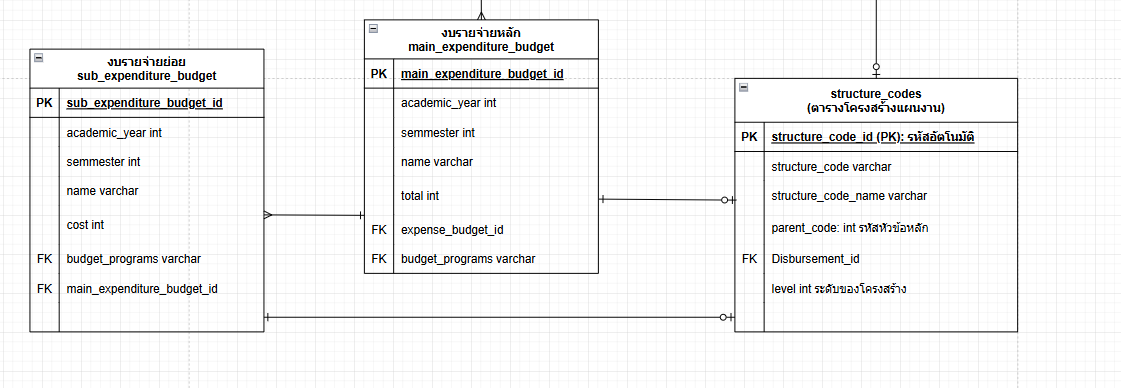 งบรายจ่ายย่อย
sub_expenditure_budget
PK sub_expenditure_budget_id
academic_year int
semmester int
name varchar
cost int
FK budget_programs varchar
FK main_expenditure_budget_id
งบรายจ่ายหลัก
main_expenditure_budget
PK main_expenditure_budget_id
academic_year int
semmester int
name varchar
total int
FK expense_budget_id
FK budget_programs varchar
structure_codes
(ตารางโครงสร้างแผนงาน)
PK structure_code_id (PK): รหัสอัตโนมัติ
structure_code varchar
structure_code_name varchar
parent_code: int รหัสหัวข้อหลัก
FK Disbursement_id
level int ระดับของโครงสร้าง